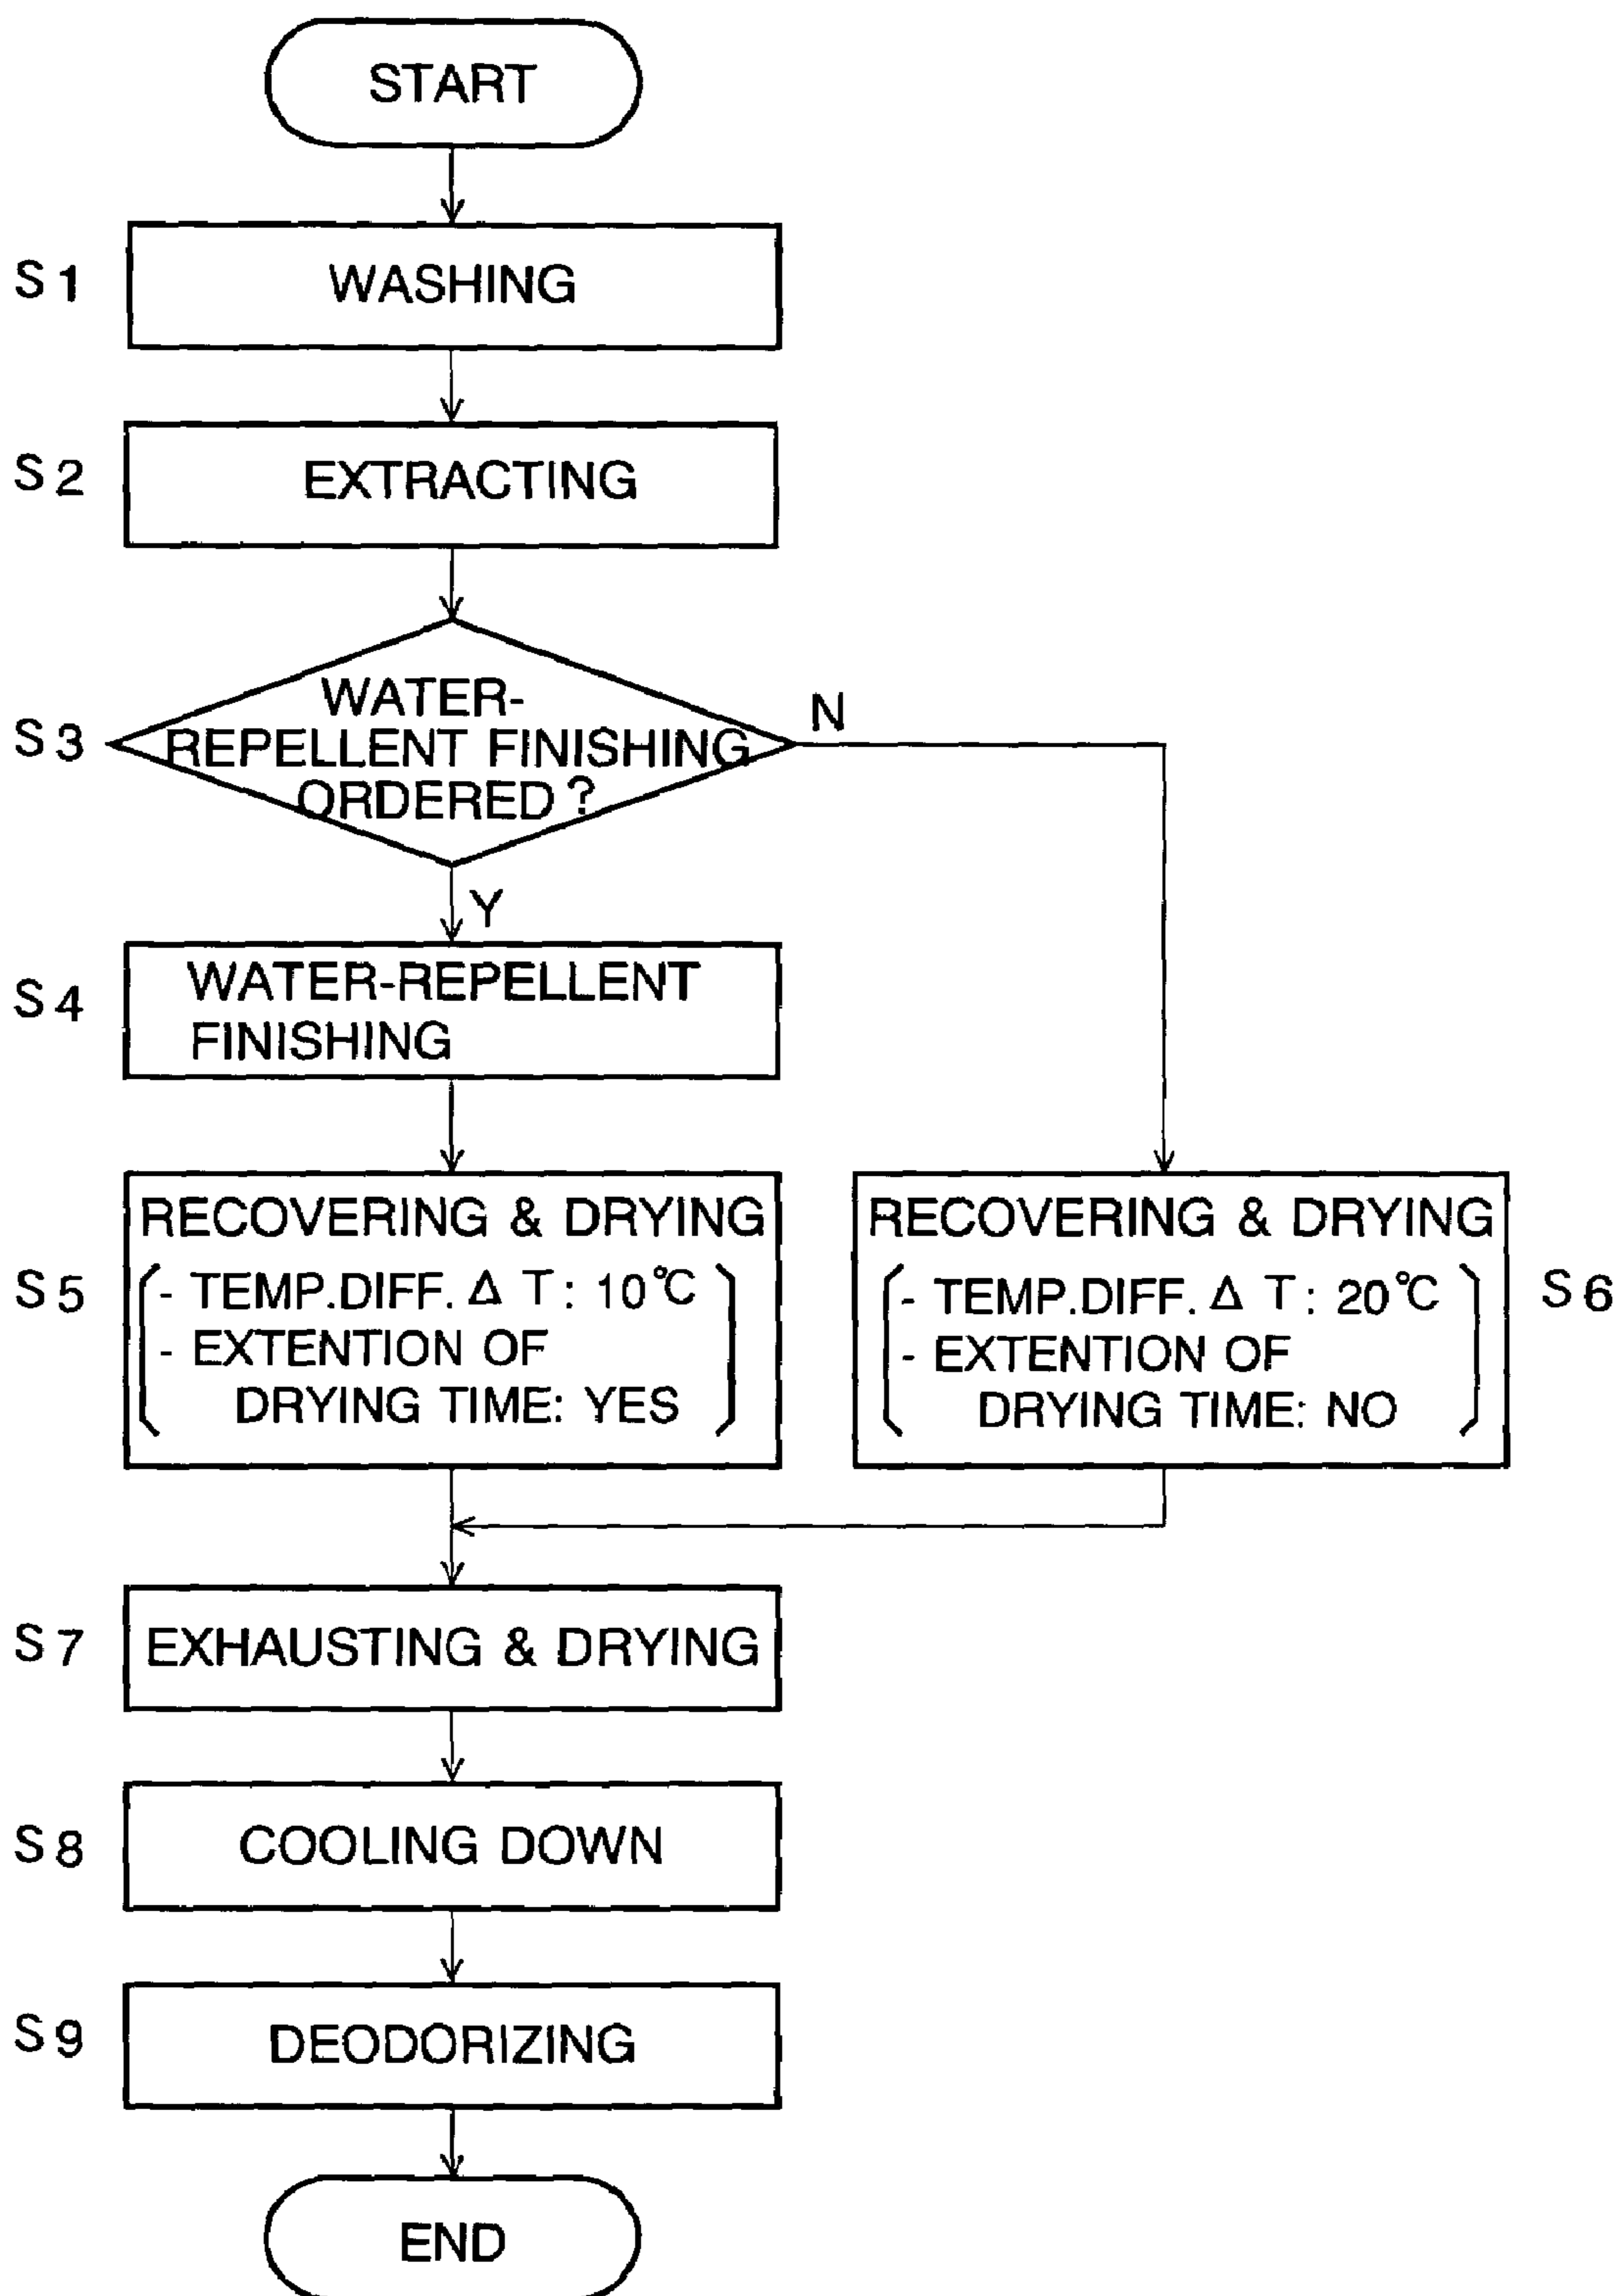 START
S1
WASHING
S2
EXTRACTING
S3
WATER-
REPELLENT FINISHING
ORDERED?
N
Y
S4
WATER-REPELLENT
FINISHING
S5
RECOVERING & DRYING
- TEMP.DIFF. Δ T: 10℃
- EXTENTION OF
DRYING TIME: YES
RECOVERING & DRYING
- TEMP.DIFF. Δ T: 20℃
- EXTENTION OF
DRYING TIME: NO
S6
S7
EXHAUSTING & DRYING
S8
COOLING DOWN
S9
DEODORIZING
END